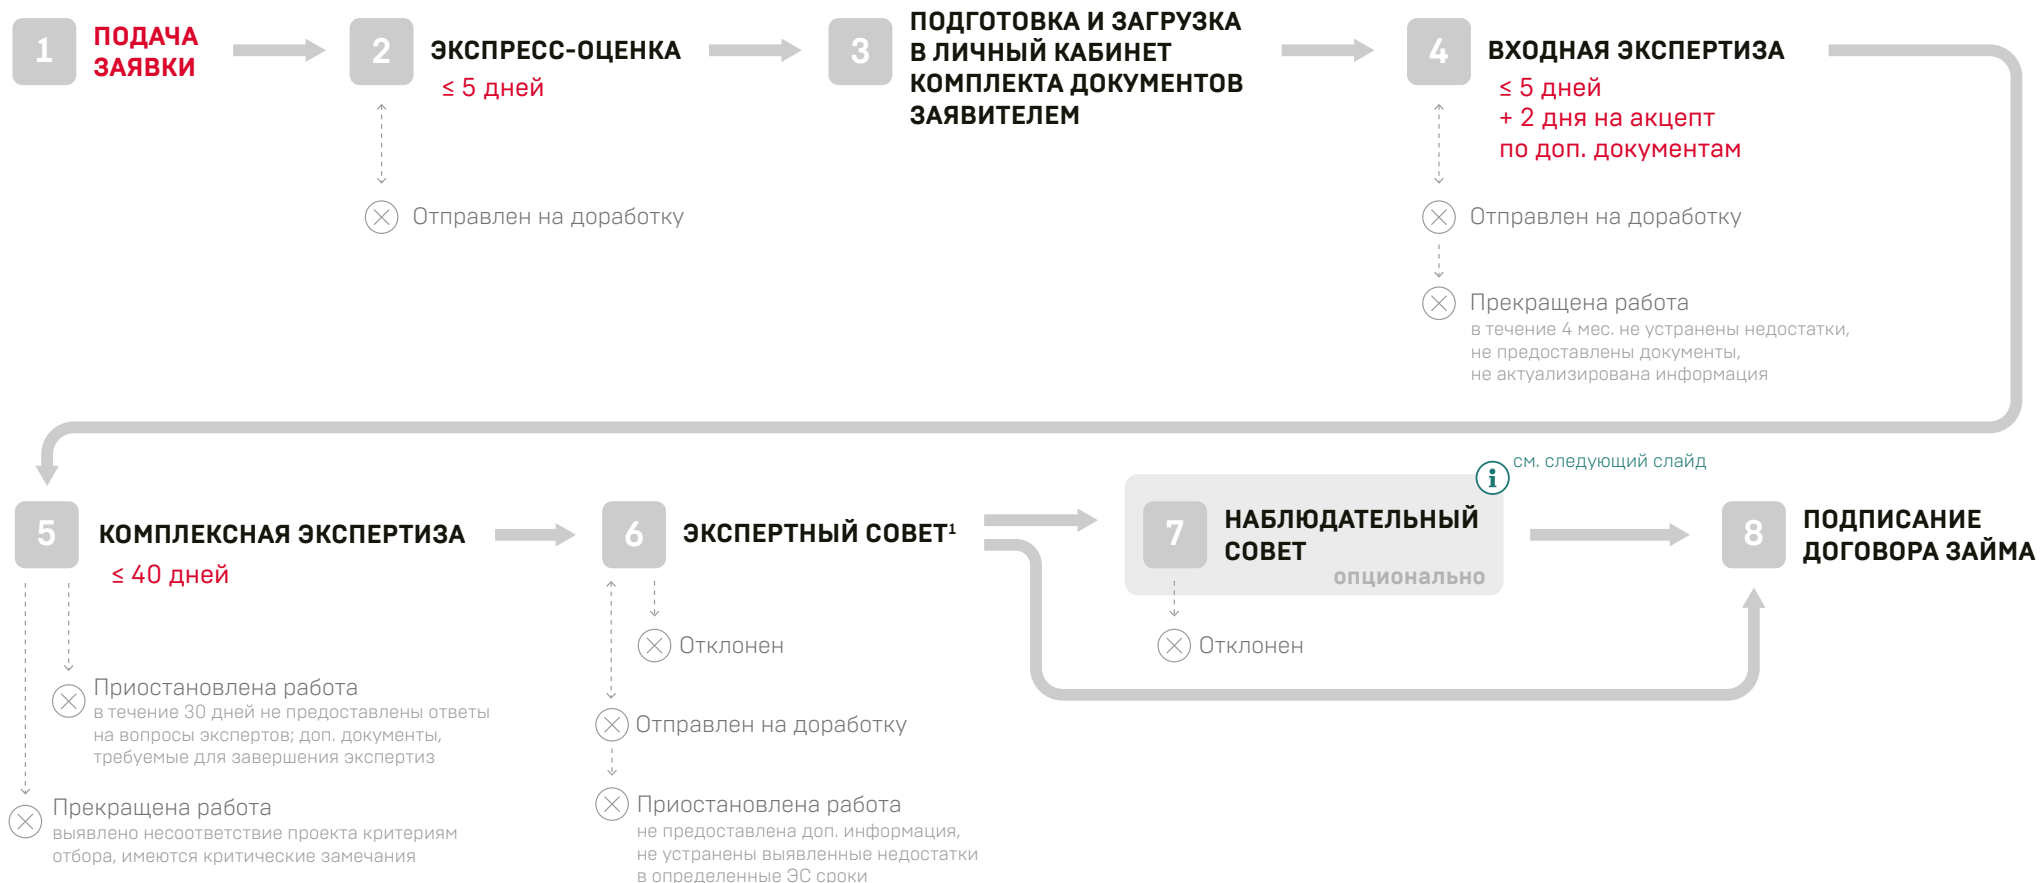 1
ПОДАЧА
ЗАЯВКИ
2
ЭКСПРЕСС-ОЦЕНКА
≤ 5 дней
Отправлен на доработку
3
ПОДГОТОВКА И ЗАГРУЗКА
В ЛИЧНЫЙ КАБИНЕТ
КОМПЛЕКТА ДОКУМЕНТОВ
ЗАЯВИТЕЛЕМ
4
ВХОДНАЯ ЭКСПЕРТИЗА
≤ 5 дней
+ 2 дня на акцепт
по доп. документам
Отправлен на доработку
Прекращена работа
в течение 4 мес. не устранены недостатки,
не предоставлены документы,
не актуализирована информация
5
КОМПЛЕКСНАЯ ЭКСПЕРТИЗА
≤ 40 дней
Приостановлена работа
в течение 30 дней не предоставлены ответы
на вопросы экспертов; доп. документы,
требуемые для завершения экспертиз
Прекращена работа
выявлено несоответствие проекта критериям
отбора, имеются критические замечания
6
ЭКСПЕРТНЫЙ СОВЕТ¹
Отклонен
Отправлен на доработку
Приостановлена работа
не предоставлена доп. информация,
не устранены выявленные недостатки
в определенные ЭС сроки
7
НАБЛЮДАТЕЛЬНЫЙ
СОВЕТ
опционально
i
см. следующий слайд
Отклонен
8
ПОДПИСАНИЕ
ДОГОВОРА ЗАЙМА